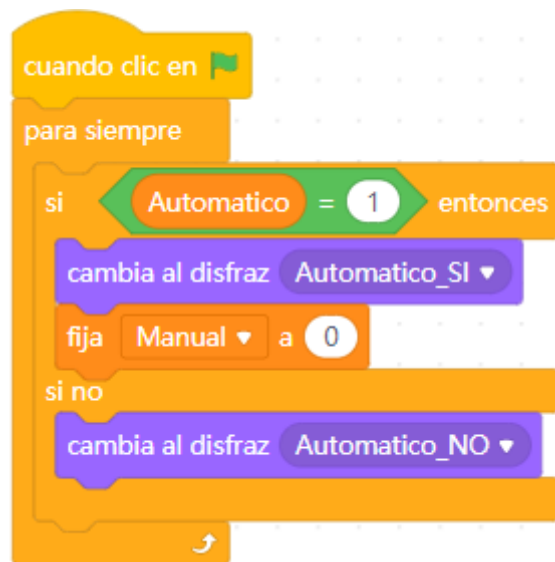 cuando clic en
para siempre
si Automatico = 1 entonces
cambia al disfraz Automatico_SI
fija Manual a 0
si no
cambia al disfraz Automatico_NO